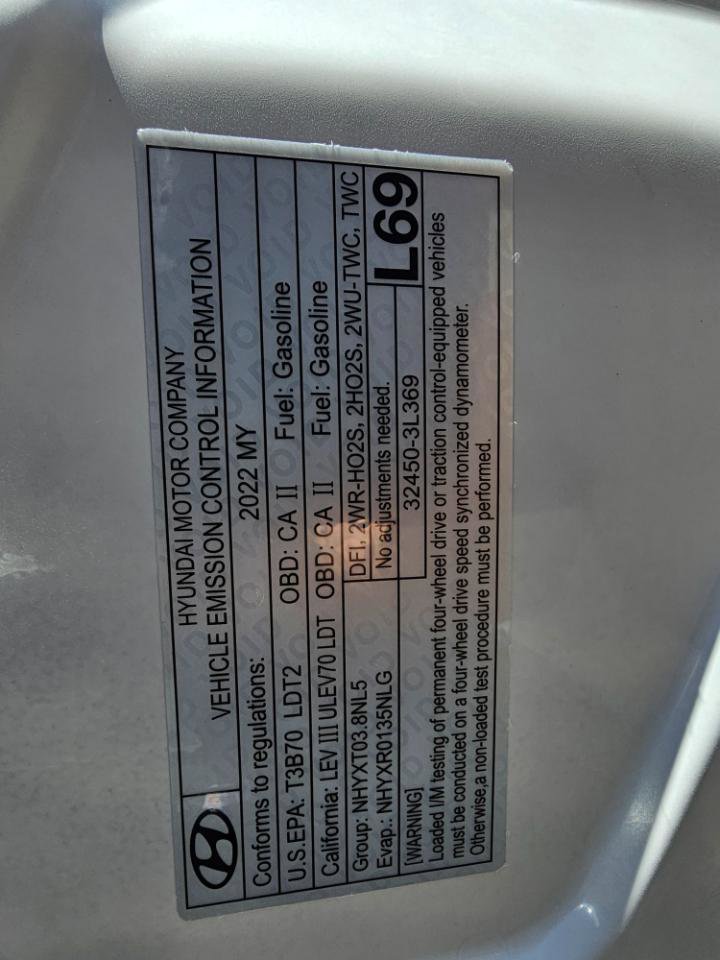 HYUNDAI MOTOR COMPANY
VEHICLE EMISSION CONTROL INFORMATION
Conforms to regulations: 2022 MY
U.S.EPA: T3B70 LDT2 OBD: CA II Fuel: Gasoline
California: LEV III ULEV70 LDT OBD: CA II Fuel: Gasoline
Group: NHYXT03.8NL5 DFI, 2WR-HO2S, 2HO2S, 2WU-TWC, TWC
Evap.: NHYXR0135NLG No adjustments needed.
[WARNING] 32450-3L369 L69
Loaded I/M testing of permanent four-wheel drive or traction control-equipped vehicles
must be conducted on a four-wheel drive speed synchronized dynamometer.
Otherwise,a non-loaded test procedure must be performed.